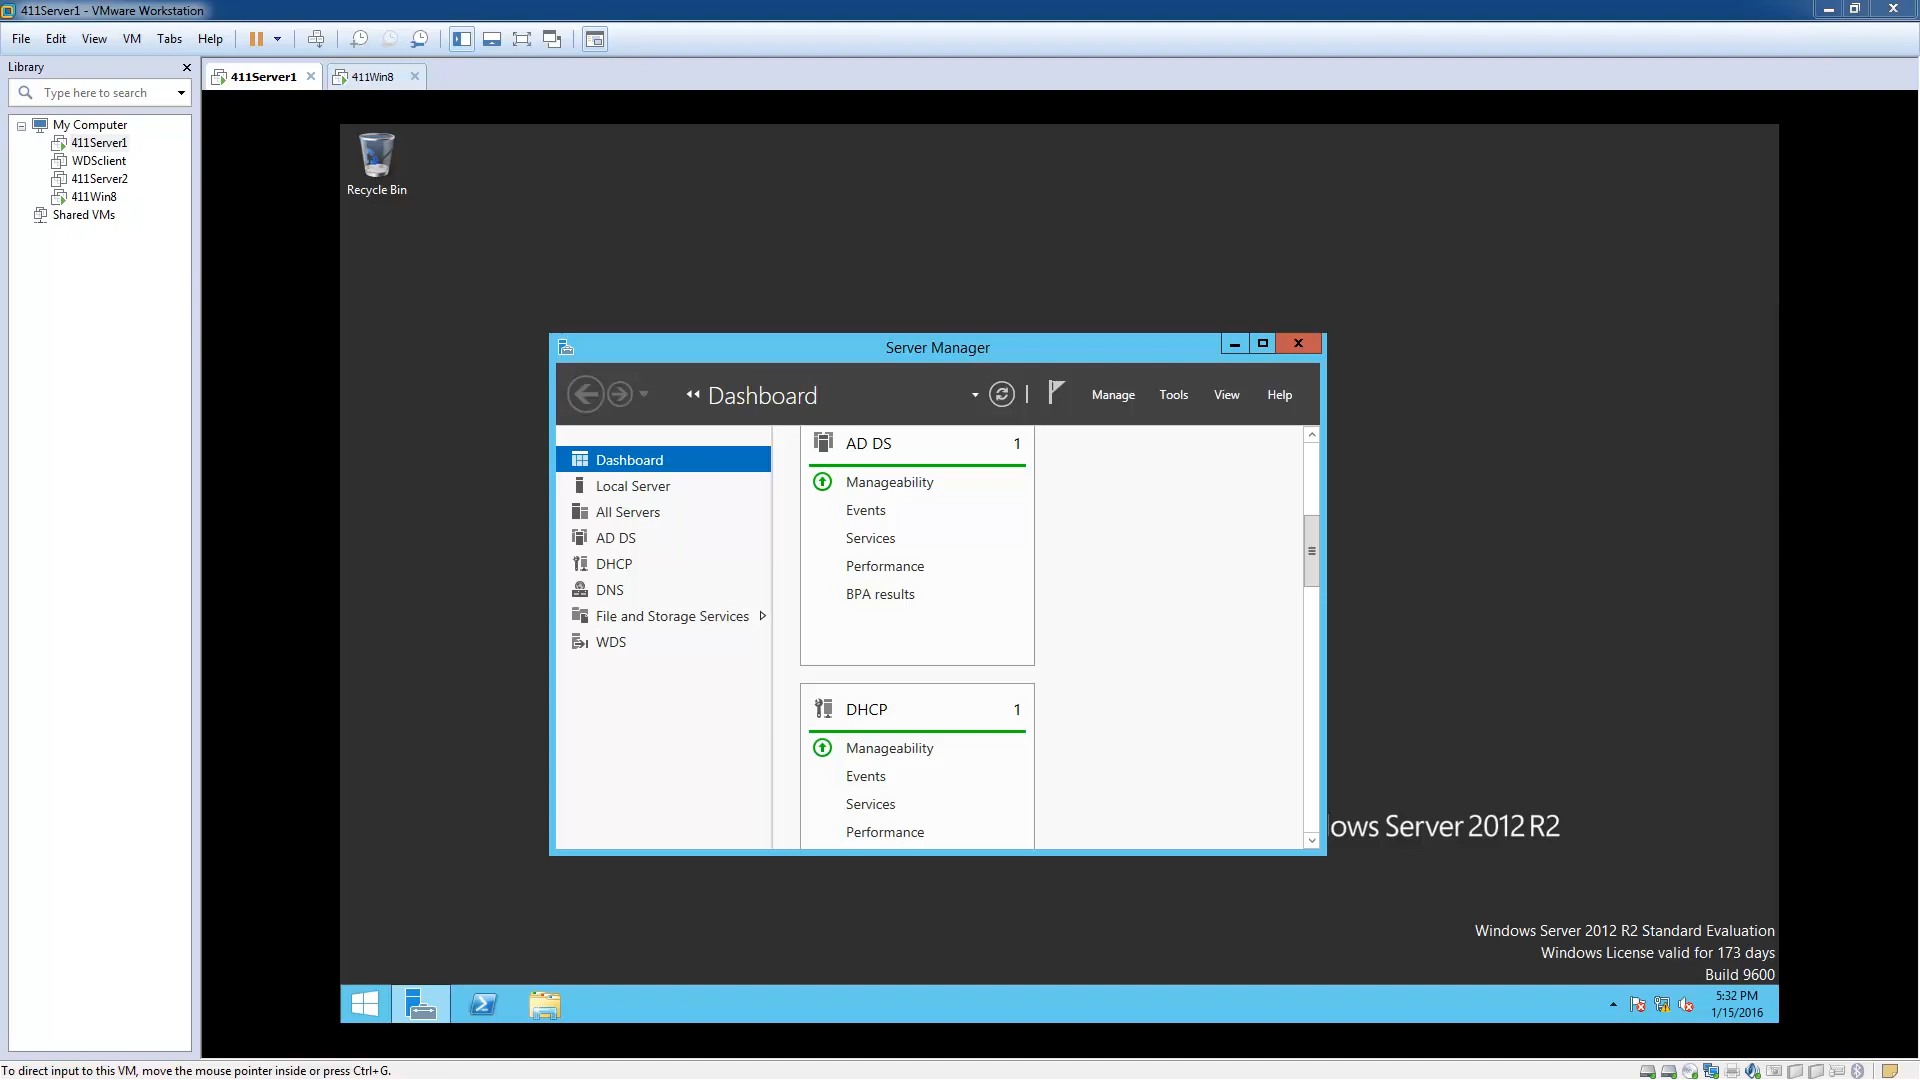 411Server1 - VMware Workstation
File Edit View VM Tabs Help
Library
Type here to search
My Computer
411Server1
WDSclient
411Server2
411Win8
Shared VMs
411Server1
411Win8
Recycle Bin
Server Manager
Dashboard
Manage Tools View Help
Dashboard
Local Server
All Servers
AD DS
DHCP
DNS
File and Storage Services
WDS
AD DS 1
Manageability
Events
Services
Performance
BPA results
DHCP 1
Manageability
Events
Services
Performance
ows Server 2012 R2
Windows Server 2012 R2 Standard Evaluation
Windows License valid for 173 days
Build 9600
5:32 PM
1/15/2016
To direct input to this VM, move the mouse pointer inside or press Ctrl+G.